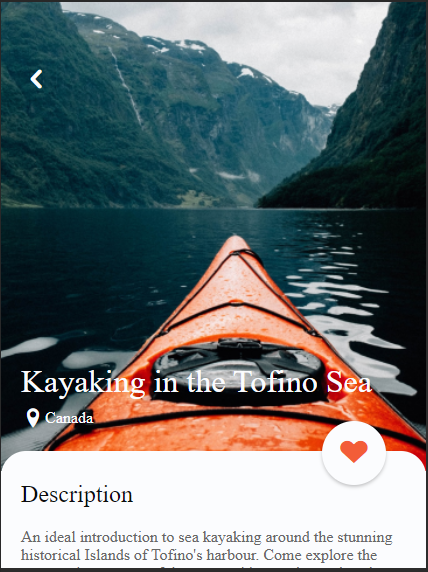 Kayaking in the Tofino Sea
Canada
Description
An ideal introduction to sea kayaking around the stunning
historical Islands of Tofino's harbour. Come explore the